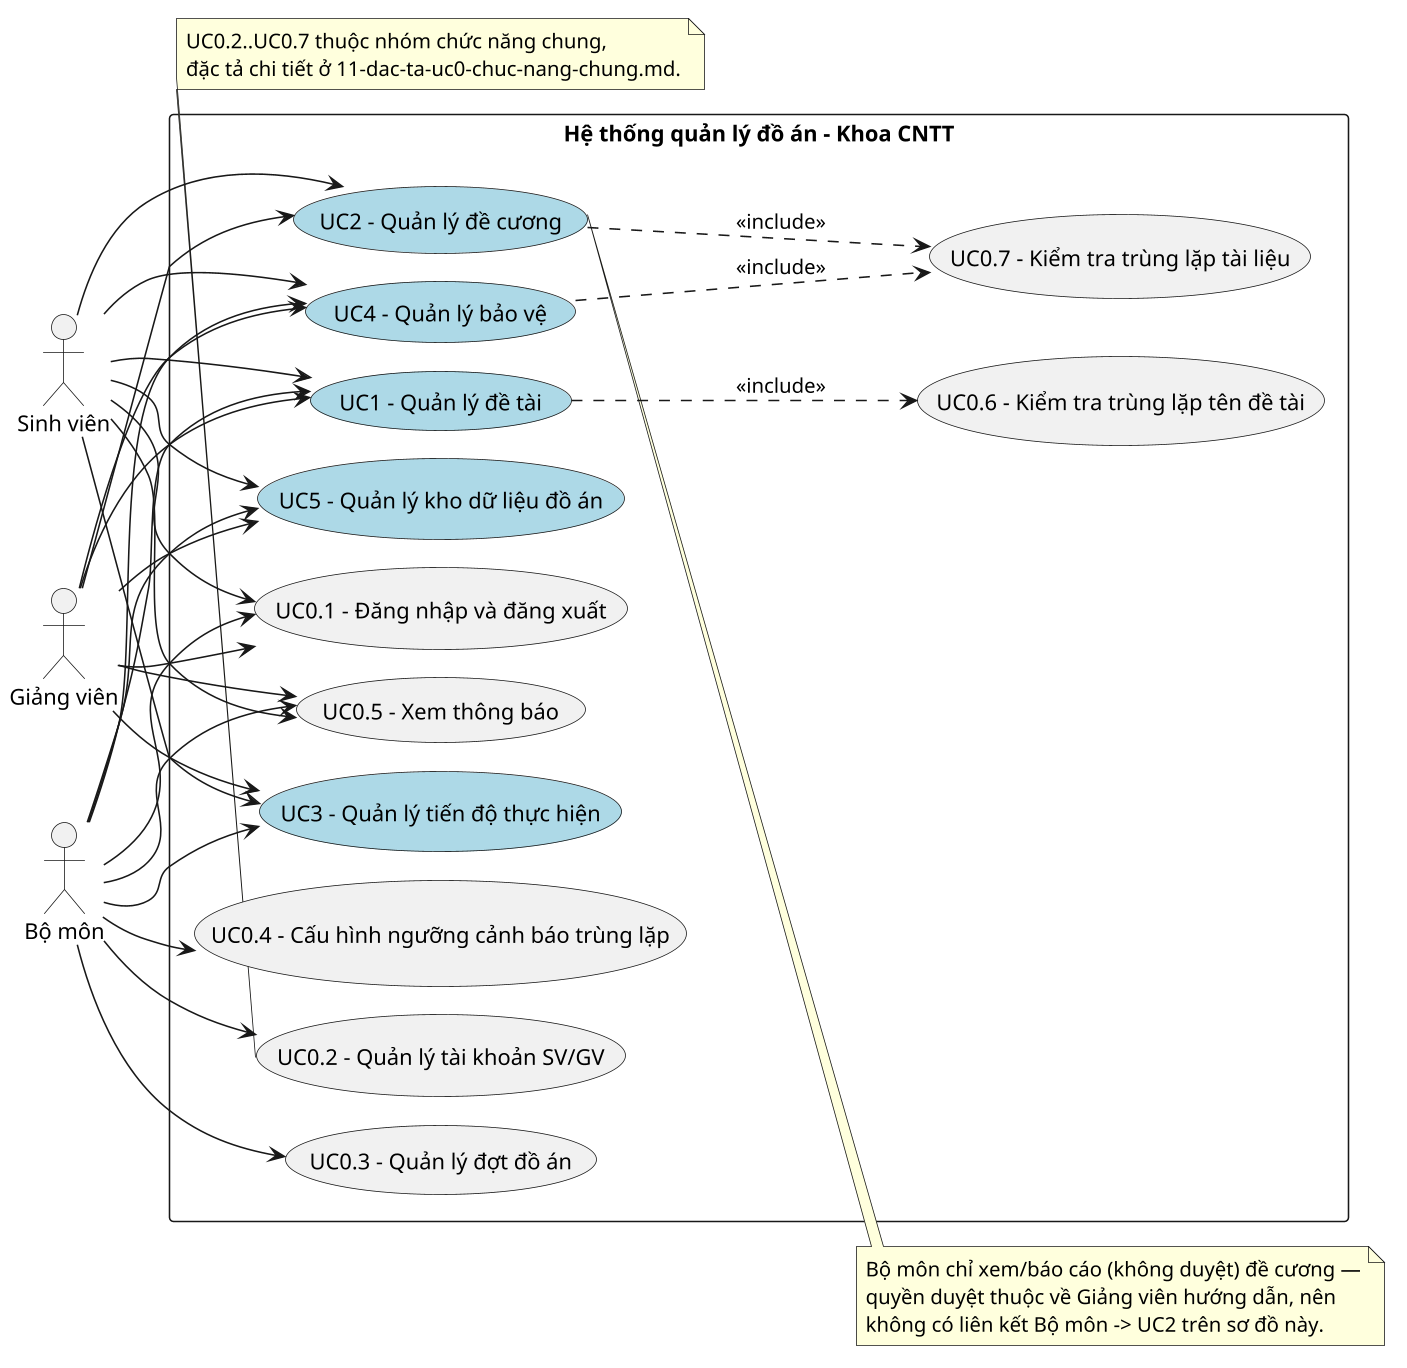 UC0.2..UC0.7 thuộc nhóm chức năng chung,
đặc tả chi tiết ở 11-dac-ta-uc0-chuc-nang-chung.md.
Hệ thống quản lý đồ án - Khoa CNTT
UC2 - Quản lý đề cương
«include»
UC0.7 - Kiểm tra trùng lặp tài liệu
«include»
UC4 - Quản lý bảo vệ
Sinh viên
UC1 - Quản lý đề tài
«include»
UC0.6 - Kiểm tra trùng lặp tên đề tài
UC5 - Quản lý kho dữ liệu đồ án
UC0.1 - Đăng nhập và đăng xuất
Giảng viên
UC0.5 - Xem thông báo
UC3 - Quản lý tiến độ thực hiện
Bộ môn
UC0.4 - Cấu hình ngưỡng cảnh báo trùng lặp
UC0.2 - Quản lý tài khoản SV/GV
UC0.3 - Quản lý đợt đồ án
Bộ môn chỉ xem/báo cáo (không duyệt) đề cương —
quyền duyệt thuộc về Giảng viên hướng dẫn, nên
không có liên kết Bộ môn -> UC2 trên sơ đồ này.